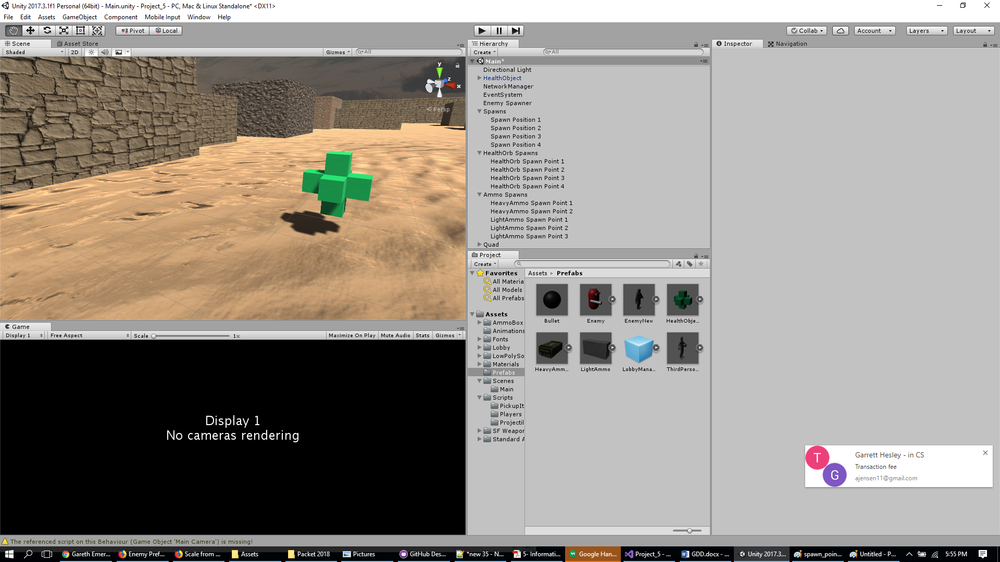 Unity 2017.3.1f1 Personal (64bit) - Main.unity - Project_5 - PC, Mac & Linux Standalone* <DX11>
File Edit Assets GameObject Component Mobile Input Window Help
Pivot Local Collab Account Layers Layout
Scene Asset Store
Shaded 2D Gizmos All
y z x
Persp
Game
Display 1 Free Aspect Scale 1x Maximize On Play Mute Audio Stats Gizmos
Display 1
No cameras rendering
Hierarchy
Create All
Main*
Directional Light
HealthObject
NetworkManager
EventSystem
Enemy Spawner
Spawns
Spawn Position 1
Spawn Position 2
Spawn Position 3
Spawn Position 4
HealthOrb Spawns
HealthOrb Spawn Point 1
HealthOrb Spawn Point 2
HealthOrb Spawn Point 3
HealthOrb Spawn Point 4
Ammo Spawns
HeavyAmmo Spawn Point 1
HeavyAmmo Spawn Point 2
LightAmmo Spawn Point 1
LightAmmo Spawn Point 2
LightAmmo Spawn Point 3
Quad
Project
Create
Favorites
All Materia
All Models
All Prefabs
Assets
AmmoBox
Animations
Fonts
Lobby
LowPolySo
Materials
Prefabs
Scenes
Main
Scripts
PickupIt
Players
Projectil
SF Weapor
Standard A
Assets Prefabs
Bullet Enemy EnemyNew HealthObje...
HeavyAmm... LightAmmo LobbyMana... ThirdPerso...
Inspector Navigation
T G
Garrett Hesley - in CS
Transaction fee
ajensen11@gmail.com
The referenced script on this Behaviour (Game Object 'Main Camera') is missing!
Gareth Emer... Enemy Pref... Scale from ... Assets Packet 2018 Pictures GitHub Des... *new 35 - N... 5- Informati... Google Han... Project_5 - ... GDD.docx - ... Unity 2017.3... spawn_poin... Untitled - P... 5:55 PM